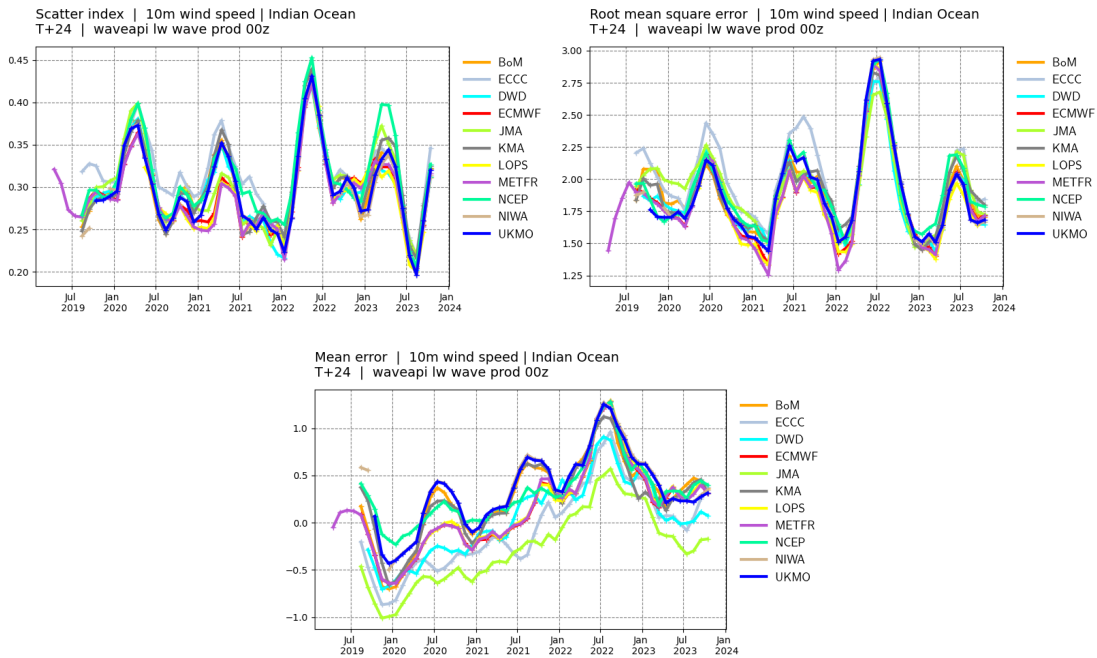 Scatter index | 10m wind speed | Indian Ocean
T+24 | waveapi lw wave prod 00z
0.45
0.40
0.35
0.30
0.25
0.20
Jul 2019
Jan 2020
Jul 2020
Jan 2021
Jul 2021
Jan 2022
Jul 2022
Jan 2023
Jul 2023
Jan 2024
BoM
ECCC
DWD
ECMWF
JMA
KMA
LOPS
METFR
NCEP
NIWA
UKMO
Root mean square error | 10m wind speed | Indian Ocean
T+24 | waveapi lw wave prod 00z
3.00
2.75
2.50
2.25
2.00
1.75
1.50
1.25
Jul 2019
Jan 2020
Jul 2020
Jan 2021
Jul 2021
Jan 2022
Jul 2022
Jan 2023
Jul 2023
Jan 2024
BoM
ECCC
DWD
ECMWF
JMA
KMA
LOPS
METFR
NCEP
NIWA
UKMO
Mean error | 10m wind speed | Indian Ocean
T+24 | waveapi lw wave prod 00z
1.0
0.5
0.0
−0.5
−1.0
Jul 2019
Jan 2020
Jul 2020
Jan 2021
Jul 2021
Jan 2022
Jul 2022
Jan 2023
Jul 2023
Jan 2024
BoM
ECCC
DWD
ECMWF
JMA
KMA
LOPS
METFR
NCEP
NIWA
UKMO